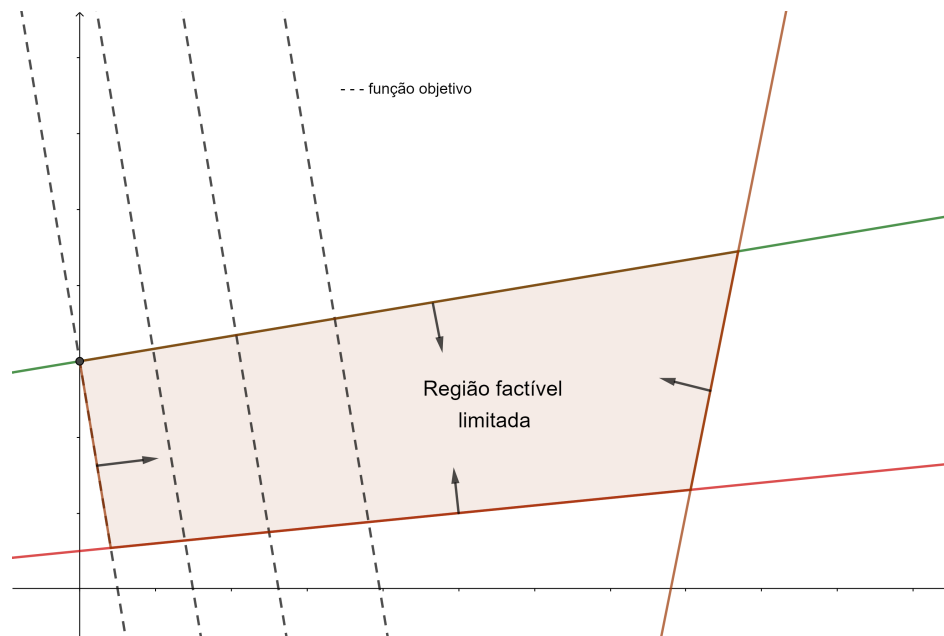 --- função objetivo
Região factível
limitada